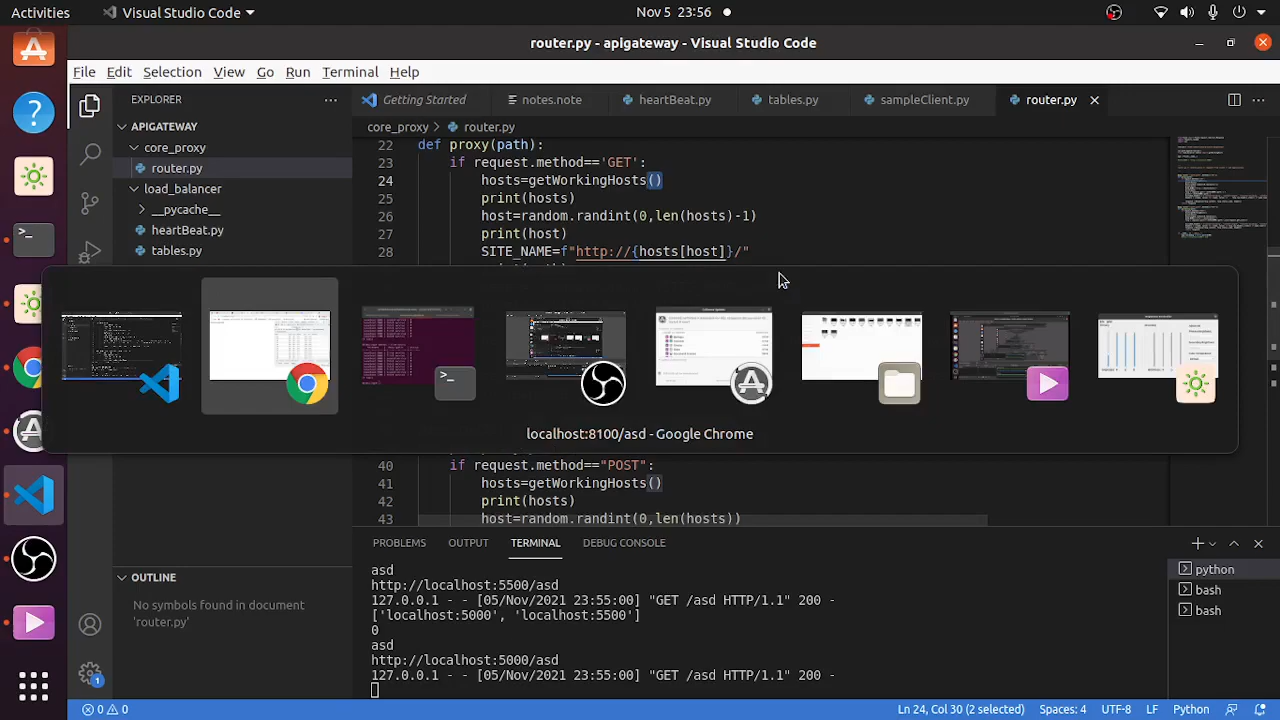 Activities
Visual Studio Code
Nov 5 23:56
router.py - apigateway - Visual Studio Code
File Edit Selection View Go Run Terminal Help
EXPLORER
Getting Started
notes.note
heartBeat.py
tables.py
sampleClient.py
router.py
APIGATEWAY
core_proxy > router.py
core_proxy
router.py
load_balancer
__pycache__
heartBeat.py
tables.py
22 def proxy(path):
23 if request.method=='GET':
24 hosts=getWorkingHosts()
25 print(hosts)
26 host=random.randint(0,len(hosts)-1)
27 print(host)
28 SITE_NAME=f"http://{hosts[host]}/"
localhost:8100/asd - Google Chrome
40 if request.method=="POST":
41 hosts=getWorkingHosts()
42 print(hosts)
43 host=random.randint(0,len(hosts))
PROBLEMS OUTPUT TERMINAL DEBUG CONSOLE
asd
http://localhost:5500/asd
127.0.0.1 - - [05/Nov/2021 23:55:00] "GET /asd HTTP/1.1" 200 -
['localhost:5000', 'localhost:5500']
0
asd
http://localhost:5000/asd
127.0.0.1 - - [05/Nov/2021 23:55:00] "GET /asd HTTP/1.1" 200 -
python
bash
bash
OUTLINE
No symbols found in document
'router.py'.
1
0 0
Ln 24, Col 30 (2 selected)
Spaces: 4
UTF-8
LF
Python